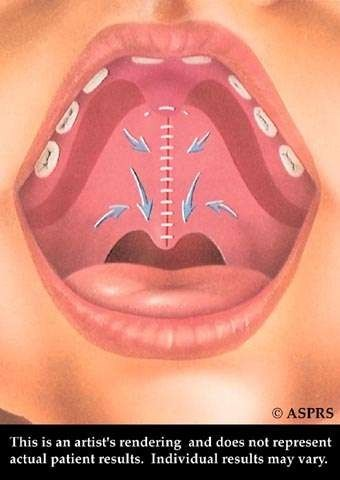 © ASPRS
This is an artist's rendering and does not represent
actual patient results. Individual results may vary.